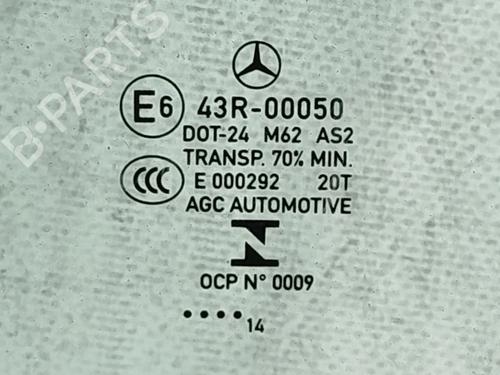 B-PARTS
E6 43R-00050
DOT-24 M62 AS2
TRANSP. 70% MIN.
CCC E 000292 20T
AGC AUTOMOTIVE
N
OCP N° 0009
•••• 14